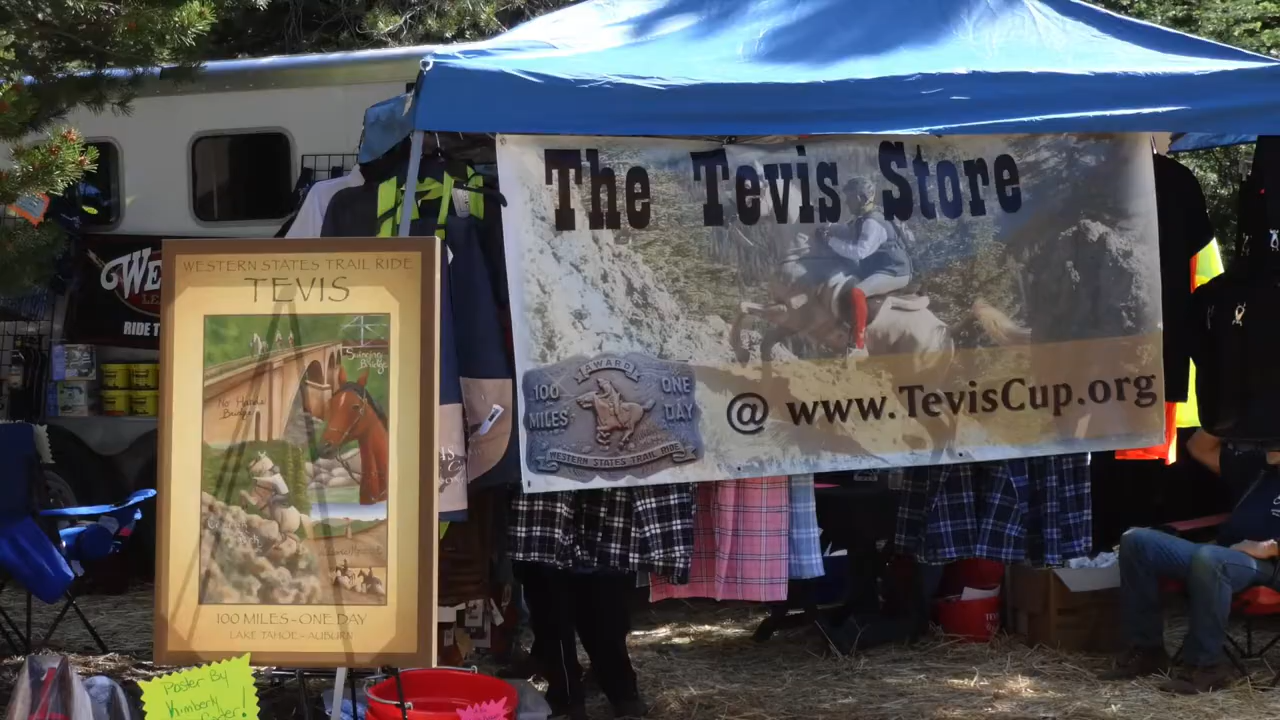 The Tevis Store
@ www.TevisCup.org
AWARD
100 MILES
ONE DAY
WESTERN STATES TRAIL RIDE
WESTERN STATES TRAIL RIDE
TEVIS
Swinging Bridge
No Hands Bridge
100 MILES - ONE DAY
LAKE TAHOE - AUBURN
RIDE T
Poster By
Kimberly